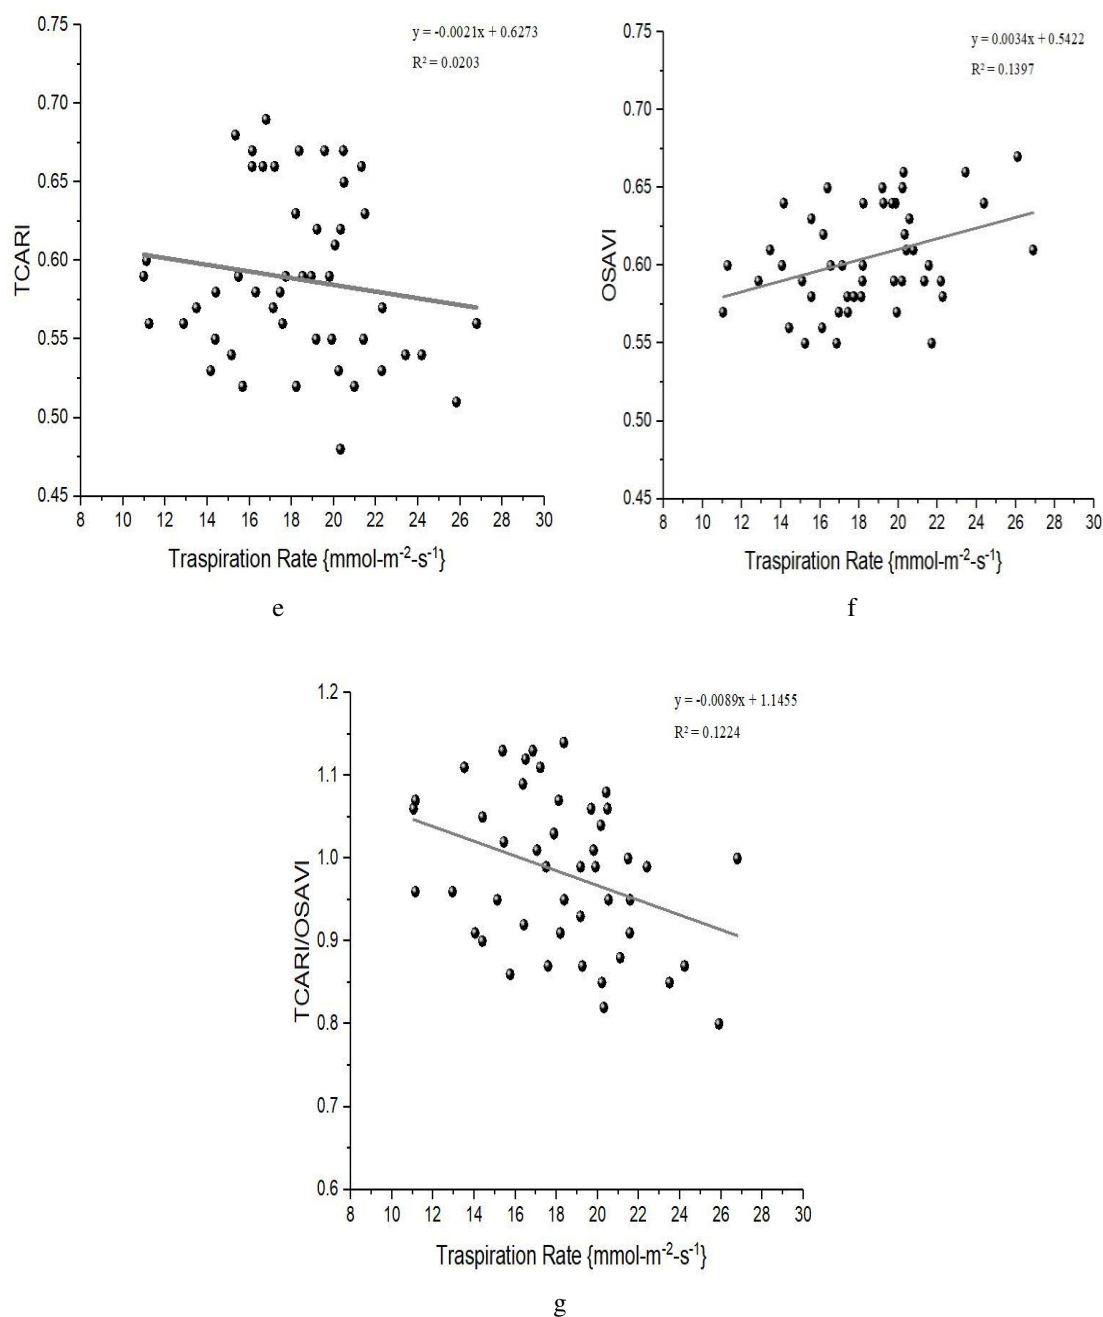 y = -0.0021x + 0.6273
R² = 0.0203
0.75
0.70
0.65
0.60
0.55
0.50
0.45
TCARI
8 10 12 14 16 18 20 22 24 26 28 30
Traspiration Rate {mmol-m⁻²-s⁻¹}
e
y = 0.0034x + 0.5422
R² = 0.1397
0.75
0.70
0.65
0.60
0.55
0.50
0.45
OSAVI
8 10 12 14 16 18 20 22 24 26 28 30
Traspiration Rate {mmol-m⁻²-s⁻¹}
f
y = -0.0089x + 1.1455
R² = 0.1224
1.2
1.1
1.0
0.9
0.8
0.7
0.6
TCARI/OSAVI
8 10 12 14 16 18 20 22 24 26 28 30
Traspiration Rate {mmol-m⁻²-s⁻¹}
g